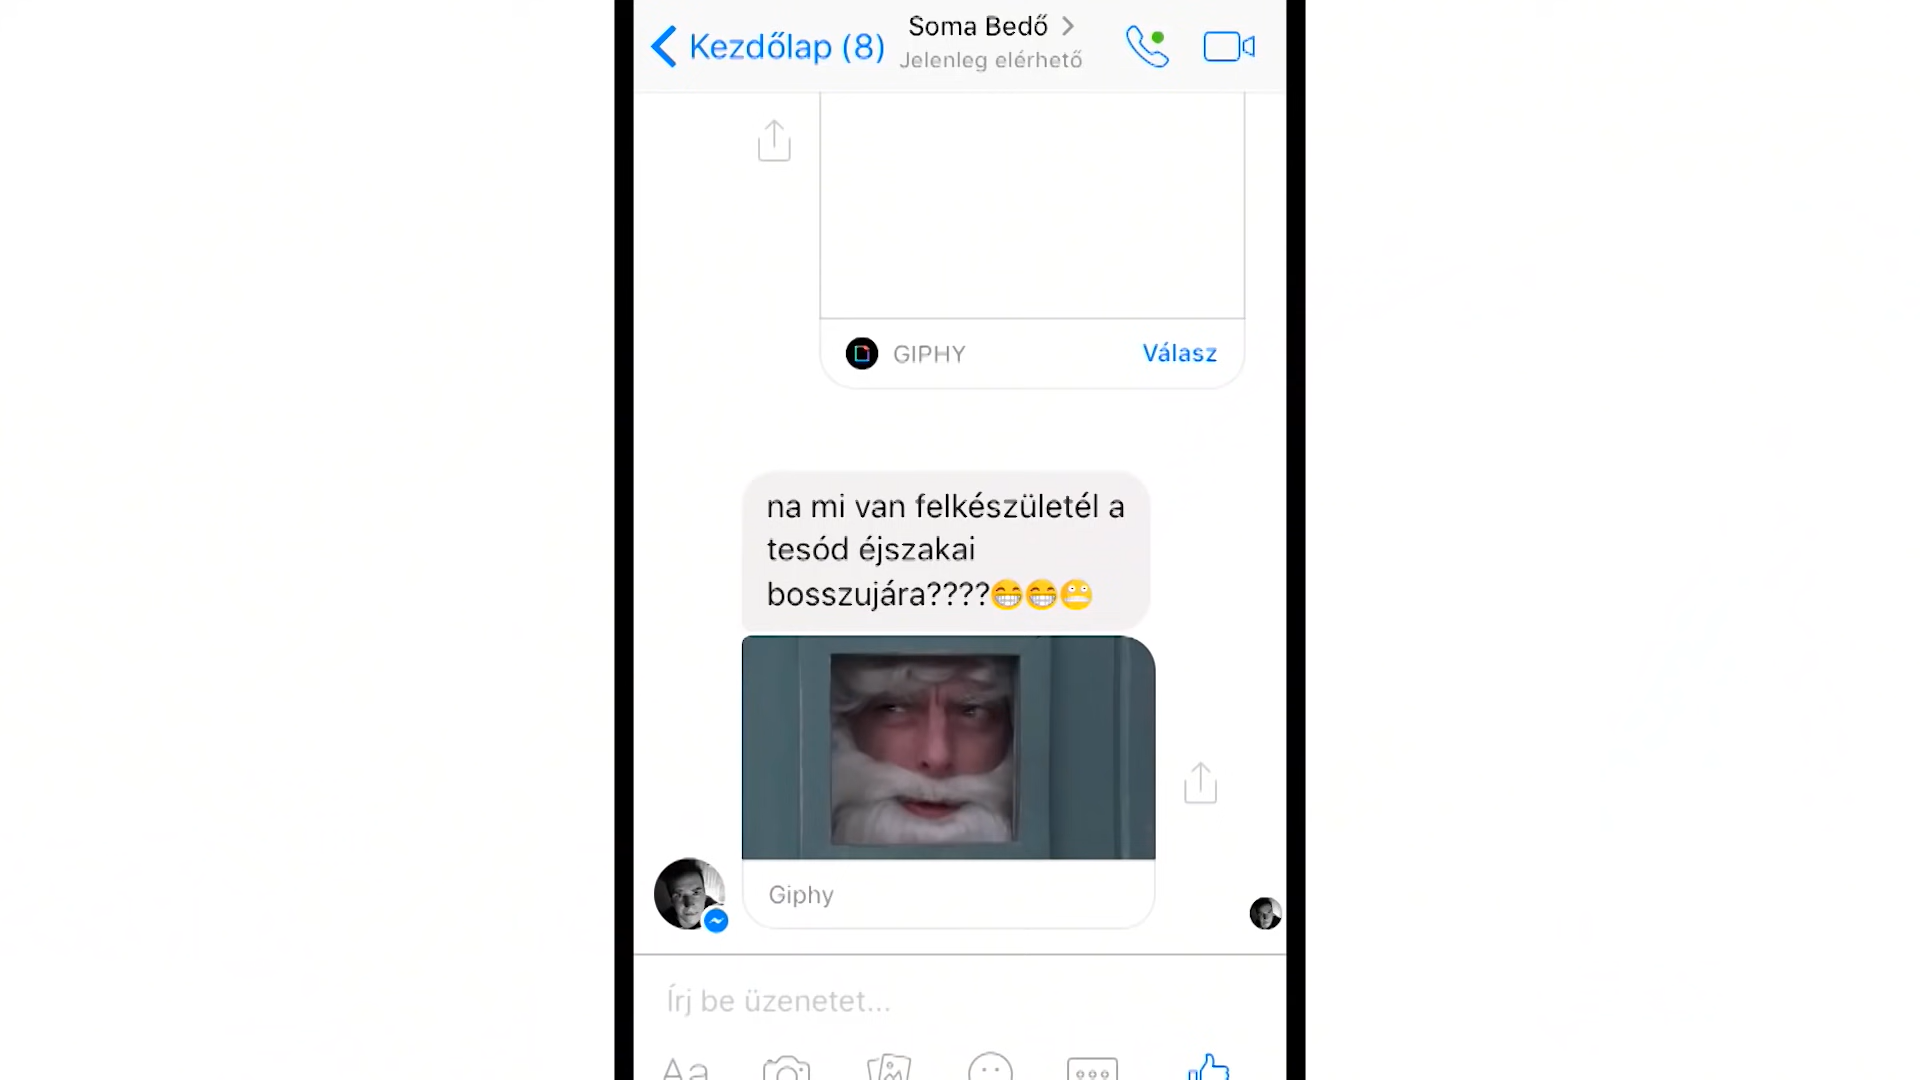 Kezdőlap (8)
Soma Bedő
Jelenleg elérhető
GIPHY
Válasz
na mi van felkészületél a
tesód éjszakai
bosszujára????😁😁😬
Giphy
Írj be üzenetet...
Aa